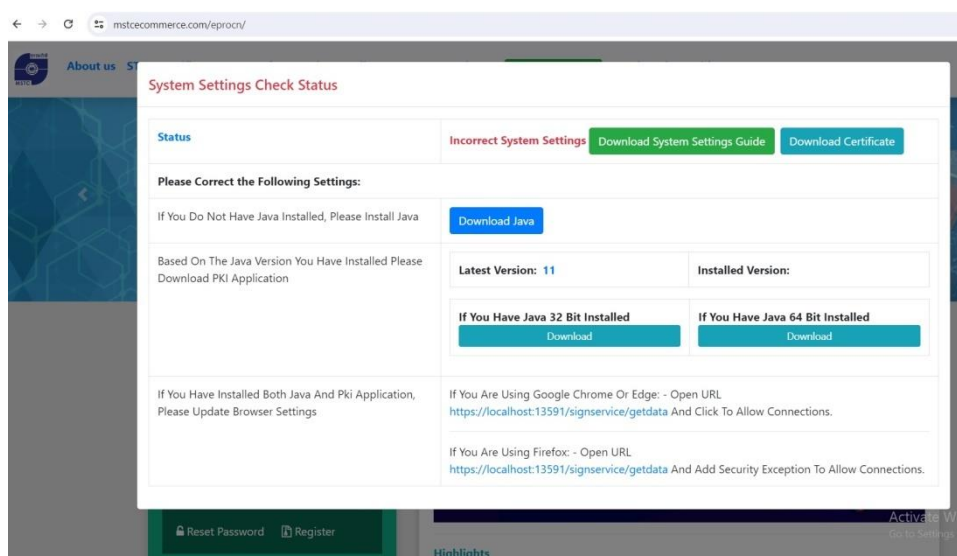 mstcecommerce.com/eprocn/
About us
System Settings Check Status
Status
Incorrect System Settings Download System Settings Guide Download Certificate
Please Correct the Following Settings:
If You Do Not Have Java Installed, Please Install Java
Download Java
Based On The Java Version You Have Installed Please
Download PKI Application
Latest Version: 11
Installed Version:
If You Have Java 32 Bit Installed
Download
If You Have Java 64 Bit Installed
Download
If You Have Installed Both Java And Pki Application,
Please Update Browser Settings
If You Are Using Google Chrome Or Edge: - Open URL
https://localhost:13591/signservice/getdata And Click To Allow Connections.
If You Are Using Firefox: - Open URL
https://localhost:13591/signservice/getdata And Add Security Exception To Allow Connections.
Reset Password Register
Activate W
Go to Settings
Highlights